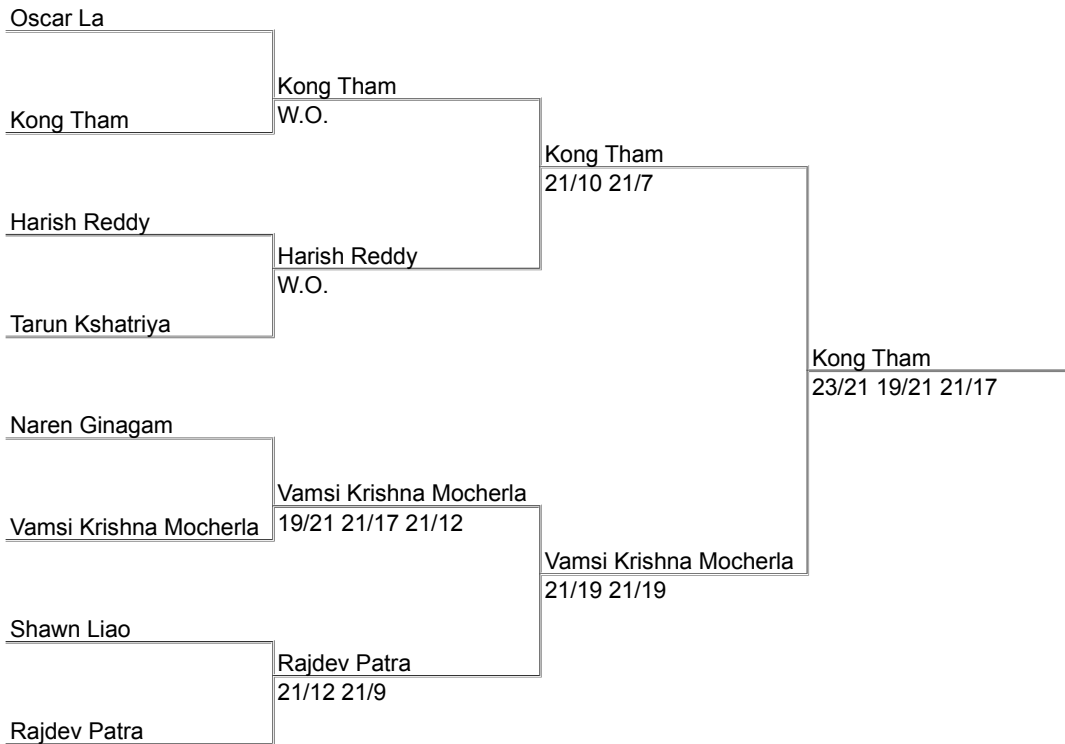 Oscar La
Kong Tham
W.O.
Kong Tham
Kong Tham
21/10 21/7
Harish Reddy
Harish Reddy
W.O.
Tarun Kshatriya
Kong Tham
23/21 19/21 21/17
Naren Ginagam
Vamsi Krishna Mocherla
19/21 21/17 21/12
Vamsi Krishna Mocherla
Vamsi Krishna Mocherla
21/19 21/19
Shawn Liao
Rajdev Patra
21/12 21/9
Rajdev Patra